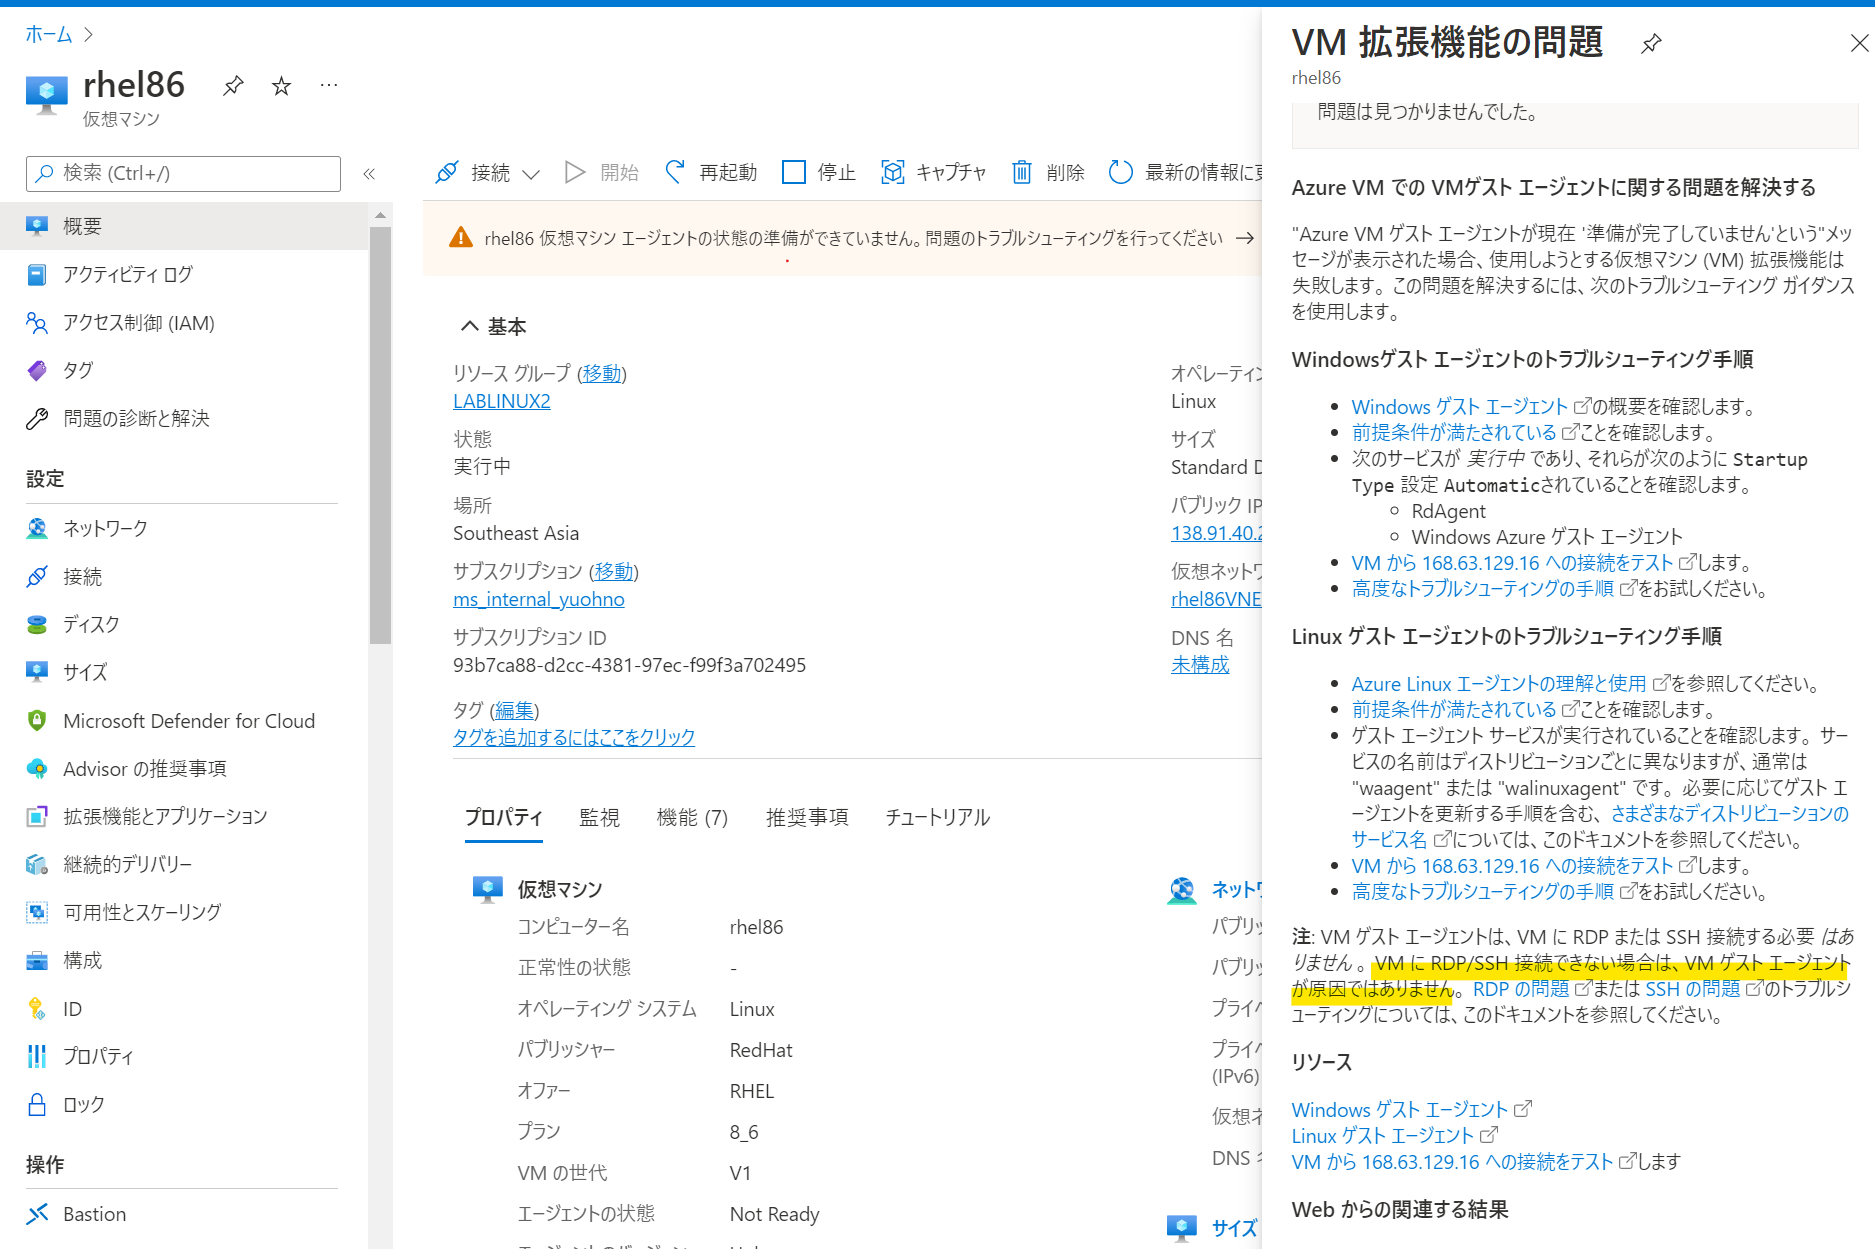 ホーム
rhel86
仮想マシン
検索 (Ctrl+/)
概要
アクティビティ ログ
アクセス制御 (IAM)
タグ
問題の診断と解決
設定
ネットワーク
接続
ディスク
サイズ
Microsoft Defender for Cloud
Advisor の推奨事項
拡張機能とアプリケーション
継続的デリバリー
可用性とスケーリング
構成
ID
プロパティ
ロック
操作
Bastion
接続 開始 再起動 停止 キャプチャ 削除 最新の情報に
rhel86 仮想マシン エージェントの状態の準備ができていません。問題のトラブルシューティングを行ってください →
基本
リソース グループ (移動)
LABLINUX2
状態
実行中
場所
Southeast Asia
サブスクリプション (移動)
ms_internal_yuohno
サブスクリプション ID
93b7ca88-d2cc-4381-97ec-f99f3a702495
タグ (編集)
タグを追加するにはここをクリック
オペレーティン
Linux
サイズ
Standard D
パブリック IP
138.91.40.2
仮想ネットワ
rhel86VNE
DNS 名
未構成
プロパティ 監視 機能 (7) 推奨事項 チュートリアル
仮想マシン
コンピューター名 rhel86
正常性の状態 -
オペレーティング システム Linux
パブリッシャー RedHat
オファー RHEL
プラン 8_6
VM の世代 V1
エージェントの状態 Not Ready
ネットワ
パブリッ
パブリッ
プライベ
プライベ
(IPv6)
仮想ネ
DNS
サイズ
VM 拡張機能の問題
rhel86
問題は見つかりませんでした。
Azure VM での VMゲスト エージェントに関する問題を解決する
"Azure VM ゲスト エージェントが現在 '準備が完了していません'という"メッ
セージが表示された場合、使用しようとする仮想マシン (VM) 拡張機能は
失敗します。この問題を解決するには、次のトラブルシューティング ガイダンス
を使用します。
Windowsゲスト エージェントのトラブルシューティング手順
• Windows ゲスト エージェント の概要を確認します。
• 前提条件が満たされている ことを確認します。
• 次のサービスが 実行中 であり、それらが次のように Startup
Type 設定 Automaticされていることを確認します。
◦ RdAgent
◦ Windows Azure ゲスト エージェント
• VM から 168.63.129.16 への接続をテスト します。
• 高度なトラブルシューティングの手順 をお試しください。
Linux ゲスト エージェントのトラブルシューティング手順
• Azure Linux エージェントの理解と使用 を参照してください。
• 前提条件が満たされている ことを確認します。
• ゲスト エージェント サービスが実行されていることを確認します。サー
ビスの名前はディストリビューションごとに異なりますが、通常は
"waagent" または "walinuxagent" です。必要に応じてゲスト エ
ージェントを更新する手順を含む、さまざまなディストリビューションの
サービス名 については、このドキュメントを参照してください。
• VM から 168.63.129.16 への接続をテスト します。
• 高度なトラブルシューティングの手順 をお試しください。
注: VM ゲスト エージェントは、VM に RDP または SSH 接続する必要 はあ
りません 。VM に RDP/SSH 接続できない場合は、VM ゲスト エージェント
が原因ではありません。RDP の問題 または SSH の問題 のトラブルシ
ューティングについては、このドキュメントを参照してください。
リソース
Windows ゲスト エージェント
Linux ゲスト エージェント
VM から 168.63.129.16 への接続をテスト します
Web からの関連する結果